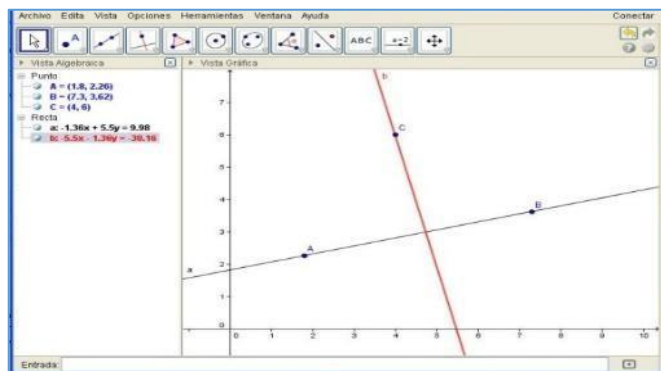 Archivo Edita Vista Opciones Herramientas Ventana Ayuda Conectar
A ABC a=2
Vista Algebraica
Vista Gráfica
Punto
A = (1.8, 2.26)
B = (7.3, 3.62)
C = (4, 6)
Recta
a: -1.36x + 5.5y = 9.98
b: -5.5x - 1.36y = -30.16
b
7
C
6
5
4
B
3
A
2
a
1
0 1 2 3 4 5 6 7 8 9 10
Entrada: